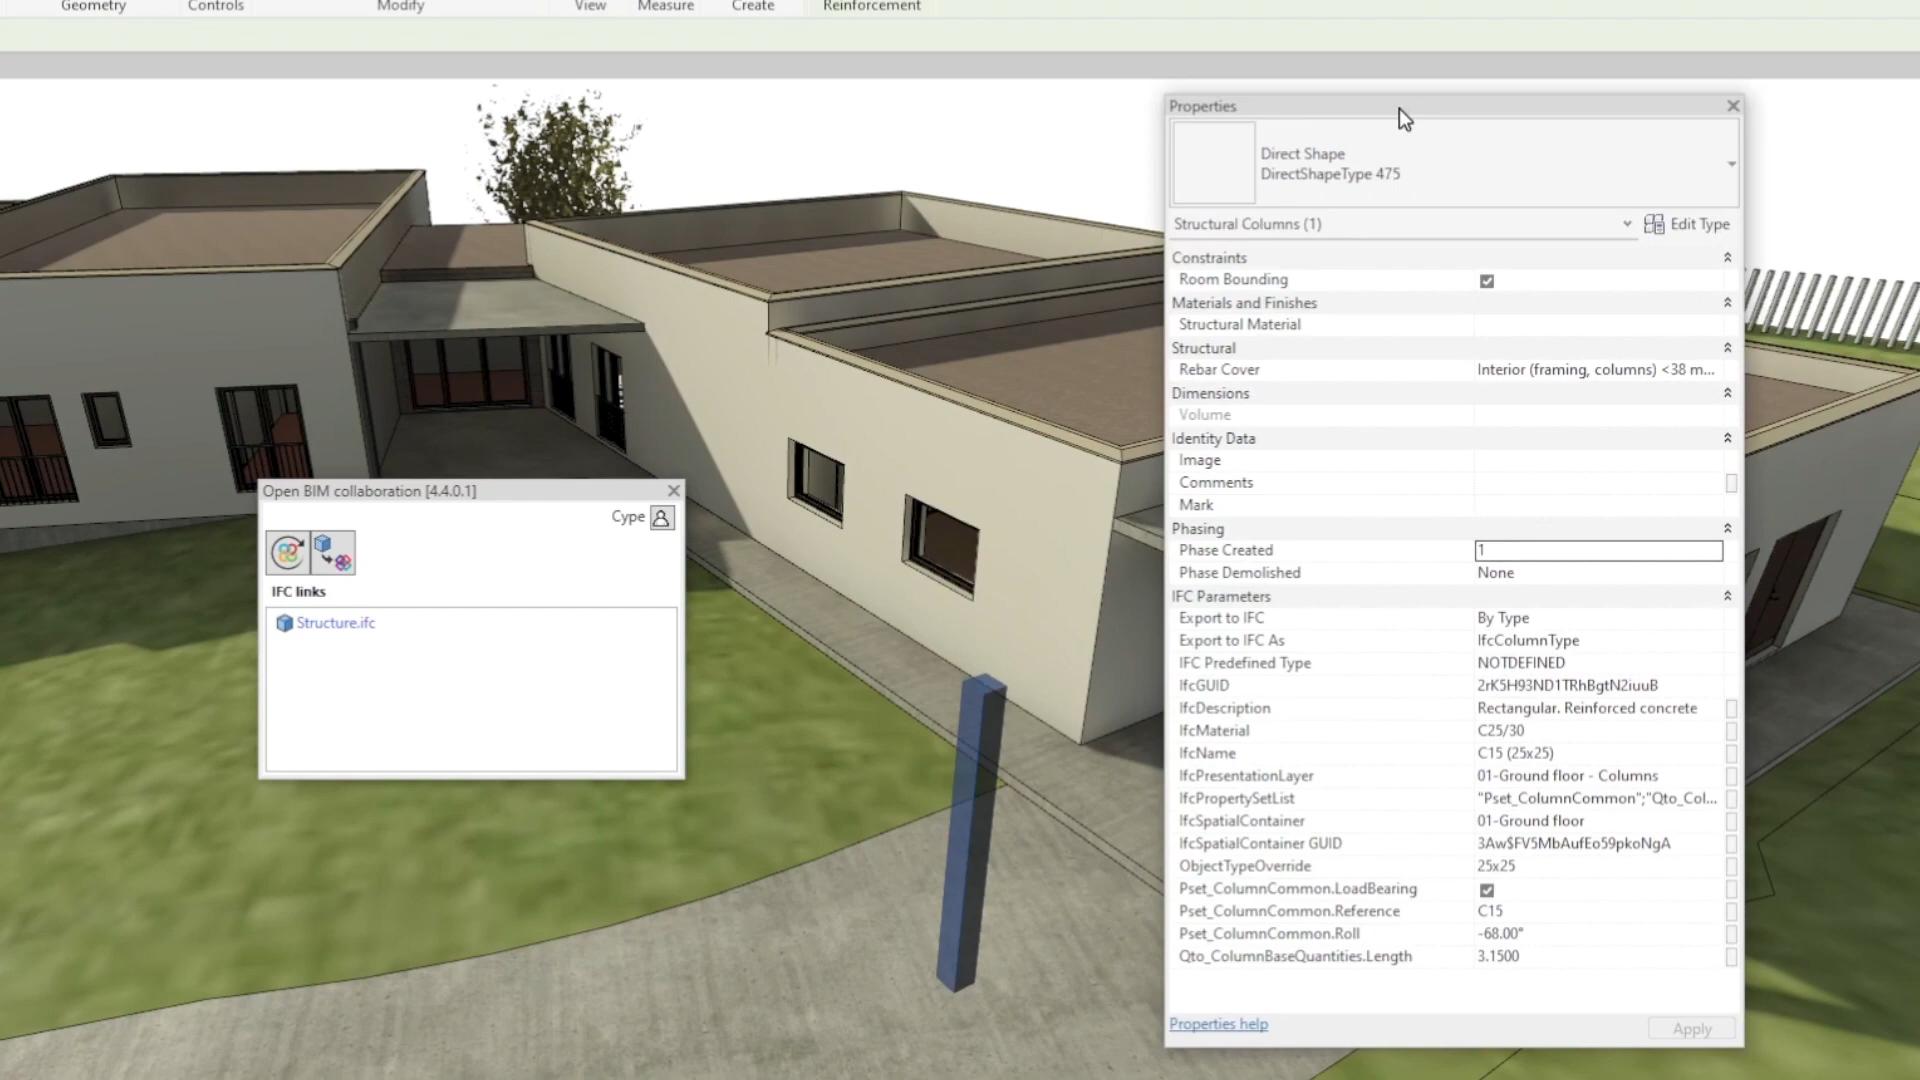 Geometry
Controls
Modify
View
Measure
Create
Reinforcement
Properties
Direct Shape
DirectShapeType 475
Structural Columns (1)
Edit Type
Constraints
Room Bounding
Materials and Finishes
Structural Material
Structural
Rebar Cover Interior (framing, columns) <38 m...
Dimensions
Volume
Identity Data
Image
Comments
Mark
Phasing
Phase Created 1
Phase Demolished None
IFC Parameters
Export to IFC By Type
Export to IFC As IfcColumnType
IFC Predefined Type NOTDEFINED
IfcGUID 2rK5H93ND1TRhBgtN2iuuB
IfcDescription Rectangular. Reinforced concrete
IfcMaterial C25/30
IfcName C15 (25x25)
IfcPresentationLayer 01-Ground floor - Columns
IfcPropertySetList "Pset_ColumnCommon";"Qto_Col...
IfcSpatialContainer 01-Ground floor
IfcSpatialContainer GUID 3Aw$FV5MbAufEo59pkoNgA
ObjectTypeOverride 25x25
Pset_ColumnCommon.LoadBearing
Pset_ColumnCommon.Reference C15
Pset_ColumnCommon.Roll -68.00°
Qto_ColumnBaseQuantities.Length 3.1500
Properties help
Apply
Open BIM collaboration [4.4.0.1]
Cype
IFC links
Structure.ifc